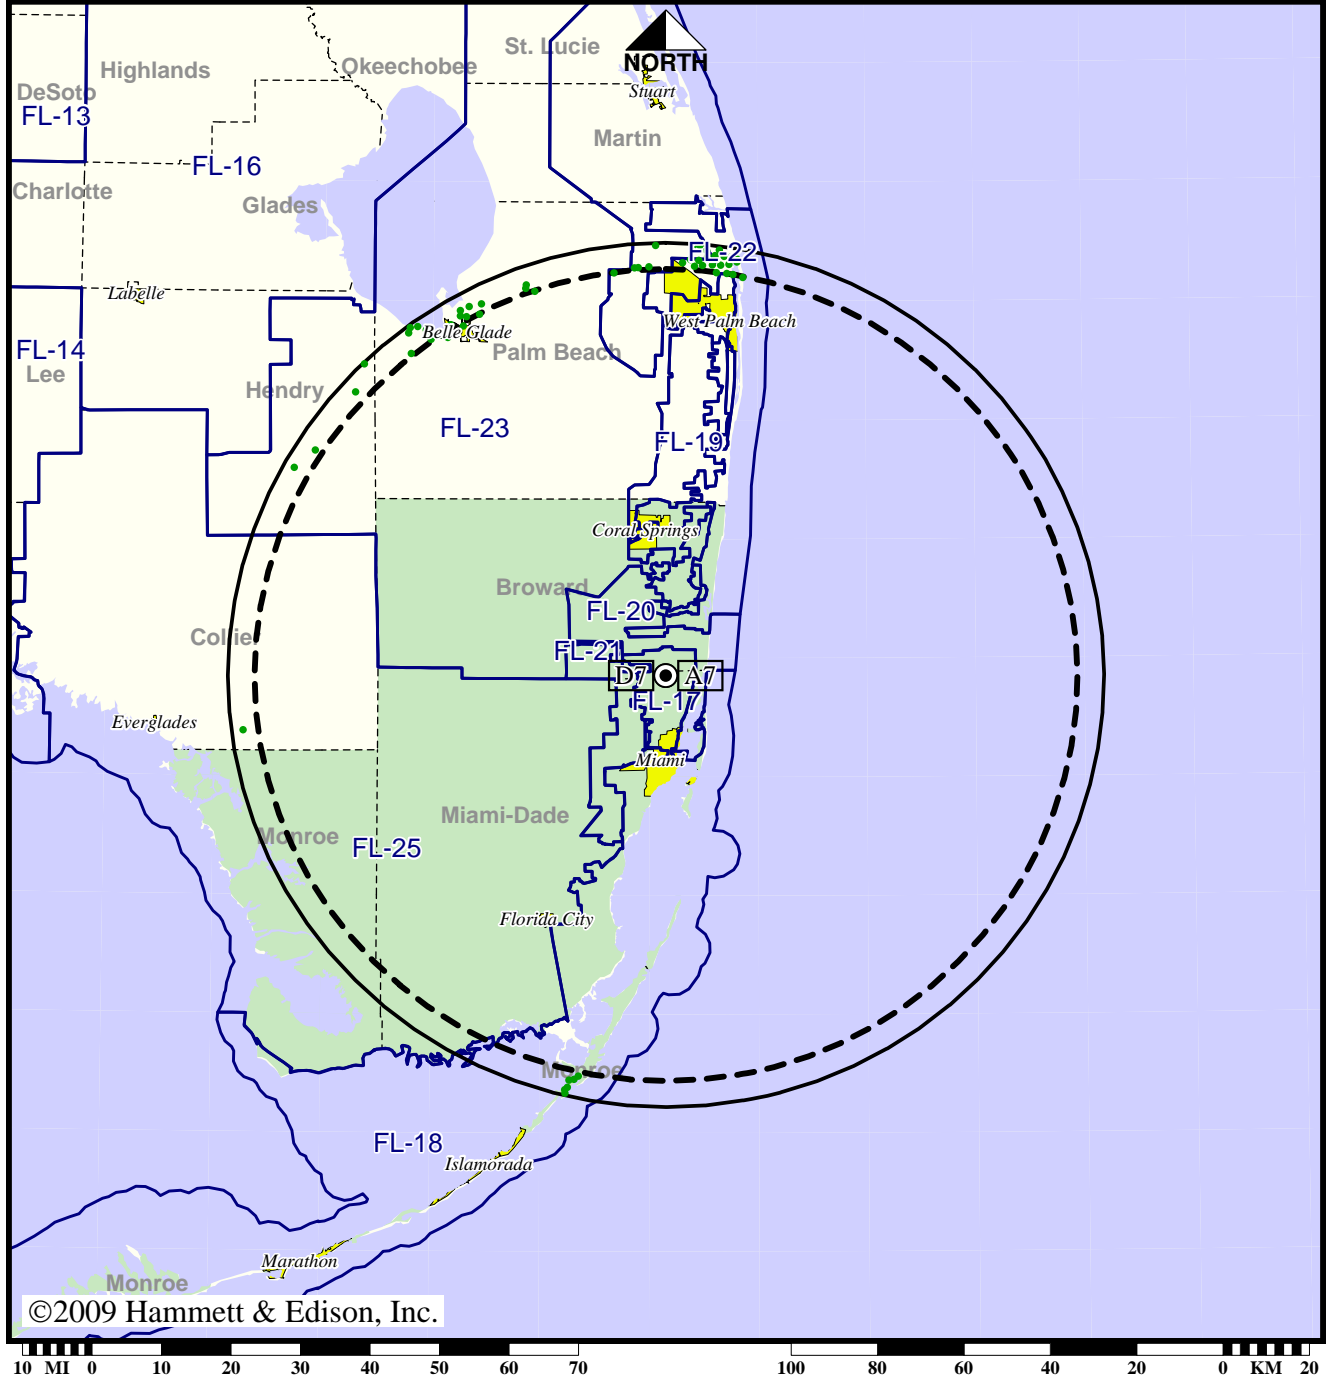 St. Lucie
NORTH
Highlands
Okeechobee
DeSoto
Stuart
FL-13
Martin
FL-16
Charlotte
Glades
FL-22
Labelle
West Palm Beach
Belle Glade
FL-14
Palm Beach
Lee
Hendry
FL-23
FL-19
Coral Springs
Broward
FL-20
Collier
FL-21
D7
A7
FL-17
Everglades
Miami
Miami-Dade
Monroe
FL-25
Florida City
Monroe
FL-18
Islamorada
Marathon
Monroe
©2009 Hammett & Edison, Inc.
10 MI 0 10 20 30 40 50 60 70 100 80 60 40 20 0 KM 20